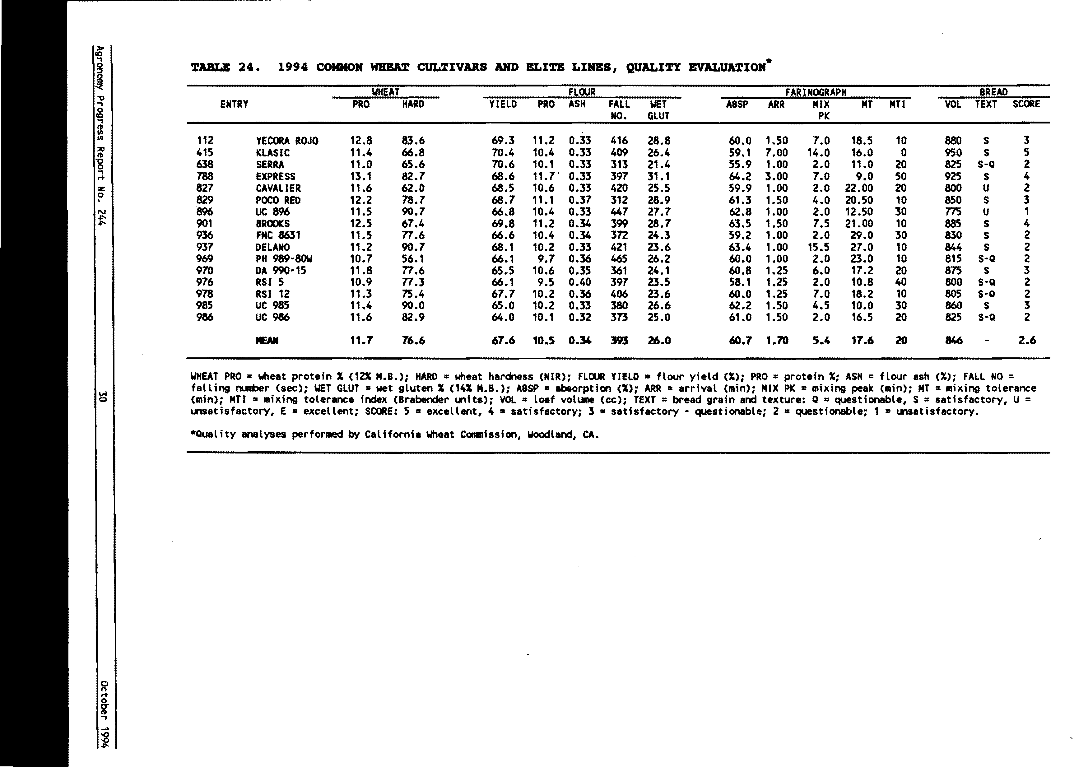 Agronomy Progress Report No. 244
30
October 1994
TABLE 24. 1994 COMMON WHEAT CULTIVARS AND ELITE LINES, QUALITY EVALUATION*
WHEAT FLOUR FARINOGRAPH BREAD
ENTRY PRO HARD YIELD PRO ASH FALL WET ABSP ARR MIX MT MTI VOL TEXT SCORE
NO. GLUT PK
112 YECORA ROJO 12.8 83.6 69.3 11.2 0.33 416 28.8 60.0 1.50 7.0 18.5 10 880 S 3
415 KLASIC 11.4 66.8 70.4 10.4 0.33 409 26.4 59.1 7.00 14.0 16.0 0 950 S 5
638 SERRA 11.0 65.6 70.6 10.1 0.33 313 21.4 55.9 1.00 2.0 11.0 20 825 S-Q 2
788 EXPRESS 13.1 82.7 68.6 11.7 0.33 397 31.1 64.2 3.00 7.0 9.0 50 925 S 4
827 CAVALIER 11.6 62.0 68.5 10.6 0.33 420 25.5 59.9 1.00 2.0 22.00 20 800 U 2
829 POCO RED 12.2 78.7 68.7 11.1 0.37 312 28.9 61.3 1.50 4.0 20.50 10 850 S 3
896 UC 896 11.5 90.7 66.8 10.4 0.33 447 27.7 62.8 1.00 2.0 12.50 30 775 U 1
901 BROOKS 12.5 67.4 69.8 11.2 0.34 399 28.7 63.5 1.50 7.5 21.00 10 885 S 4
936 FNC 8631 11.5 77.6 66.6 10.4 0.34 372 24.3 59.2 1.00 2.0 29.0 30 830 S 2
937 DELANO 11.2 90.7 68.1 10.2 0.33 421 23.6 63.4 1.00 15.5 27.0 10 844 S 2
969 PH 989-80W 10.7 56.1 66.1 9.7 0.36 465 26.2 60.0 1.00 2.0 23.0 10 815 S-Q 2
970 DA 990-15 11.8 77.6 65.5 10.6 0.35 361 24.1 60.8 1.25 6.0 17.2 20 875 S 3
976 RSI 5 10.9 77.3 66.1 9.5 0.40 397 23.5 58.1 1.25 2.0 10.8 40 800 S-Q 2
978 RSI 12 11.3 75.4 67.7 10.2 0.36 406 23.6 60.0 1.25 7.0 18.2 10 805 S-Q 2
985 UC 985 11.4 90.0 65.0 10.2 0.33 380 26.6 62.2 1.50 4.5 10.0 30 860 S 3
986 UC 986 11.6 82.9 64.0 10.1 0.32 373 25.0 61.0 1.50 2.0 16.5 20 825 S-Q 2
MEAN 11.7 76.6 67.6 10.5 0.34 393 26.0 60.7 1.70 5.4 17.6 20 846 - 2.6
WHEAT PRO = wheat protein % (12% M.B.); HARD = wheat hardness (NIR); FLOUR YIELD = flour yield (%); PRO = protein %; ASH = flour ash (%); FALL NO =
falling number (sec); WET GLUT = wet gluten % (14% M.B.); ABSP = absorption (%); ARR = arrival (min); MIX PK = mixing peak (min); MT = mixing tolerance
(min); MTI = mixing tolerance index (Brabender units); VOL = loaf volume (cc); TEXT = bread grain and texture: Q = questionable, S = satisfactory, U =
unsatisfactory, E = excellent; SCORE: 5 = excellent, 4 = satisfactory; 3 = satisfactory - questionable; 2 = questionable; 1 = unsatisfactory.
*Quality analyses performed by California Wheat Commission, Woodland, CA.